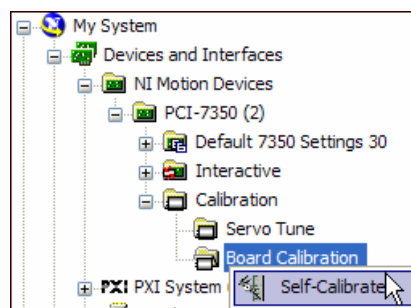 My System
Devices and Interfaces
NI Motion Devices
PCI-7350 (2)
Default 7350 Settings 30
Interactive
Calibration
Servo Tune
Board Calibration
PXI PXI System (
Self-Calibrate